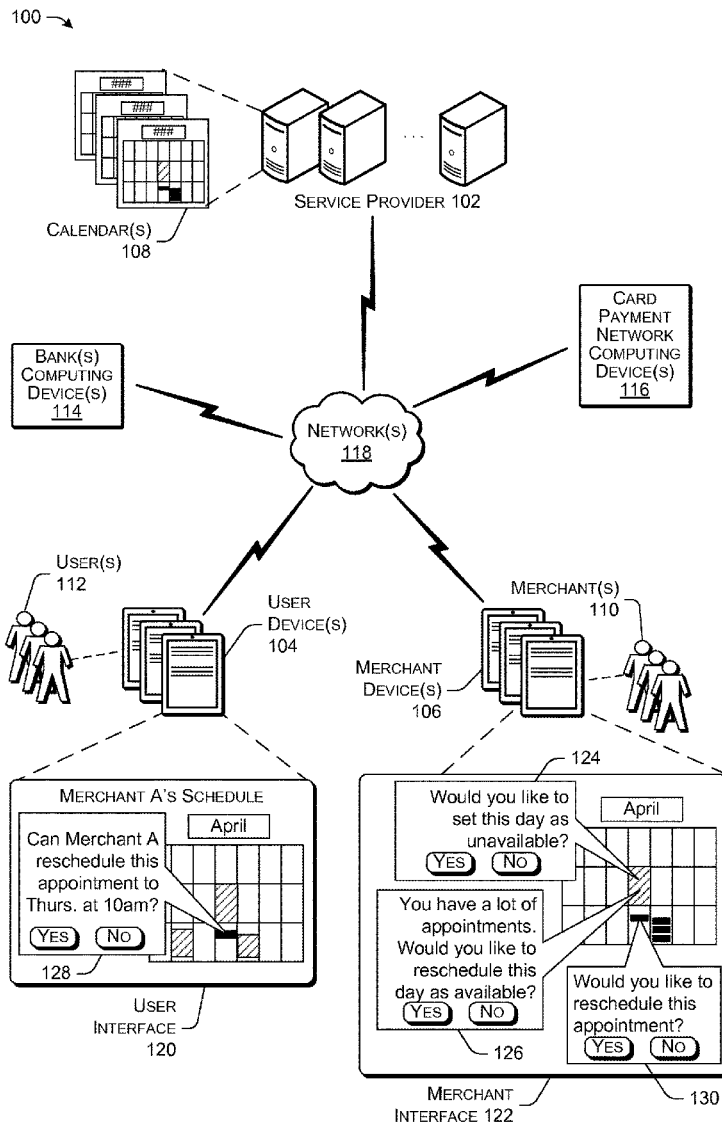 100
###
###
###
CALENDAR(S)
108
...
SERVICE PROVIDER 102
BANK(S)
COMPUTING
DEVICE(S)
114
CARD
PAYMENT
NETWORK
COMPUTING
DEVICE(S)
116
NETWORK(S)
118
USER(S)
112
USER
DEVICE(S)
104
MERCHANT(S)
110
MERCHANT
DEVICE(S)
106
MERCHANT A'S SCHEDULE
April
Can Merchant A
reschedule this
appointment to
Thurs. at 10am?
YES NO
128
USER
INTERFACE
120
124
Would you like to
set this day as
unavailable?
YES NO
April
You have a lot of
appointments.
Would you like to
reschedule this
day as available?
YES NO
126
Would you like to
reschedule this
appointment?
YES NO
130
MERCHANT
INTERFACE 122